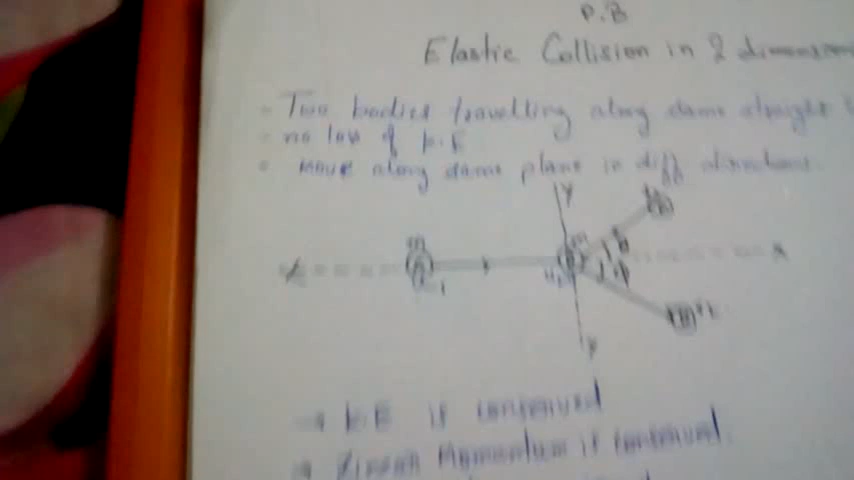 P.B
Elastic Collision in 2 dimensions
- Two bodies travelling along same straight
- no loss of K.E
- move along same plane in diff directions.
y
m
m
x
y
→ K.E is conserved
→ Linear Momentum is conserved.